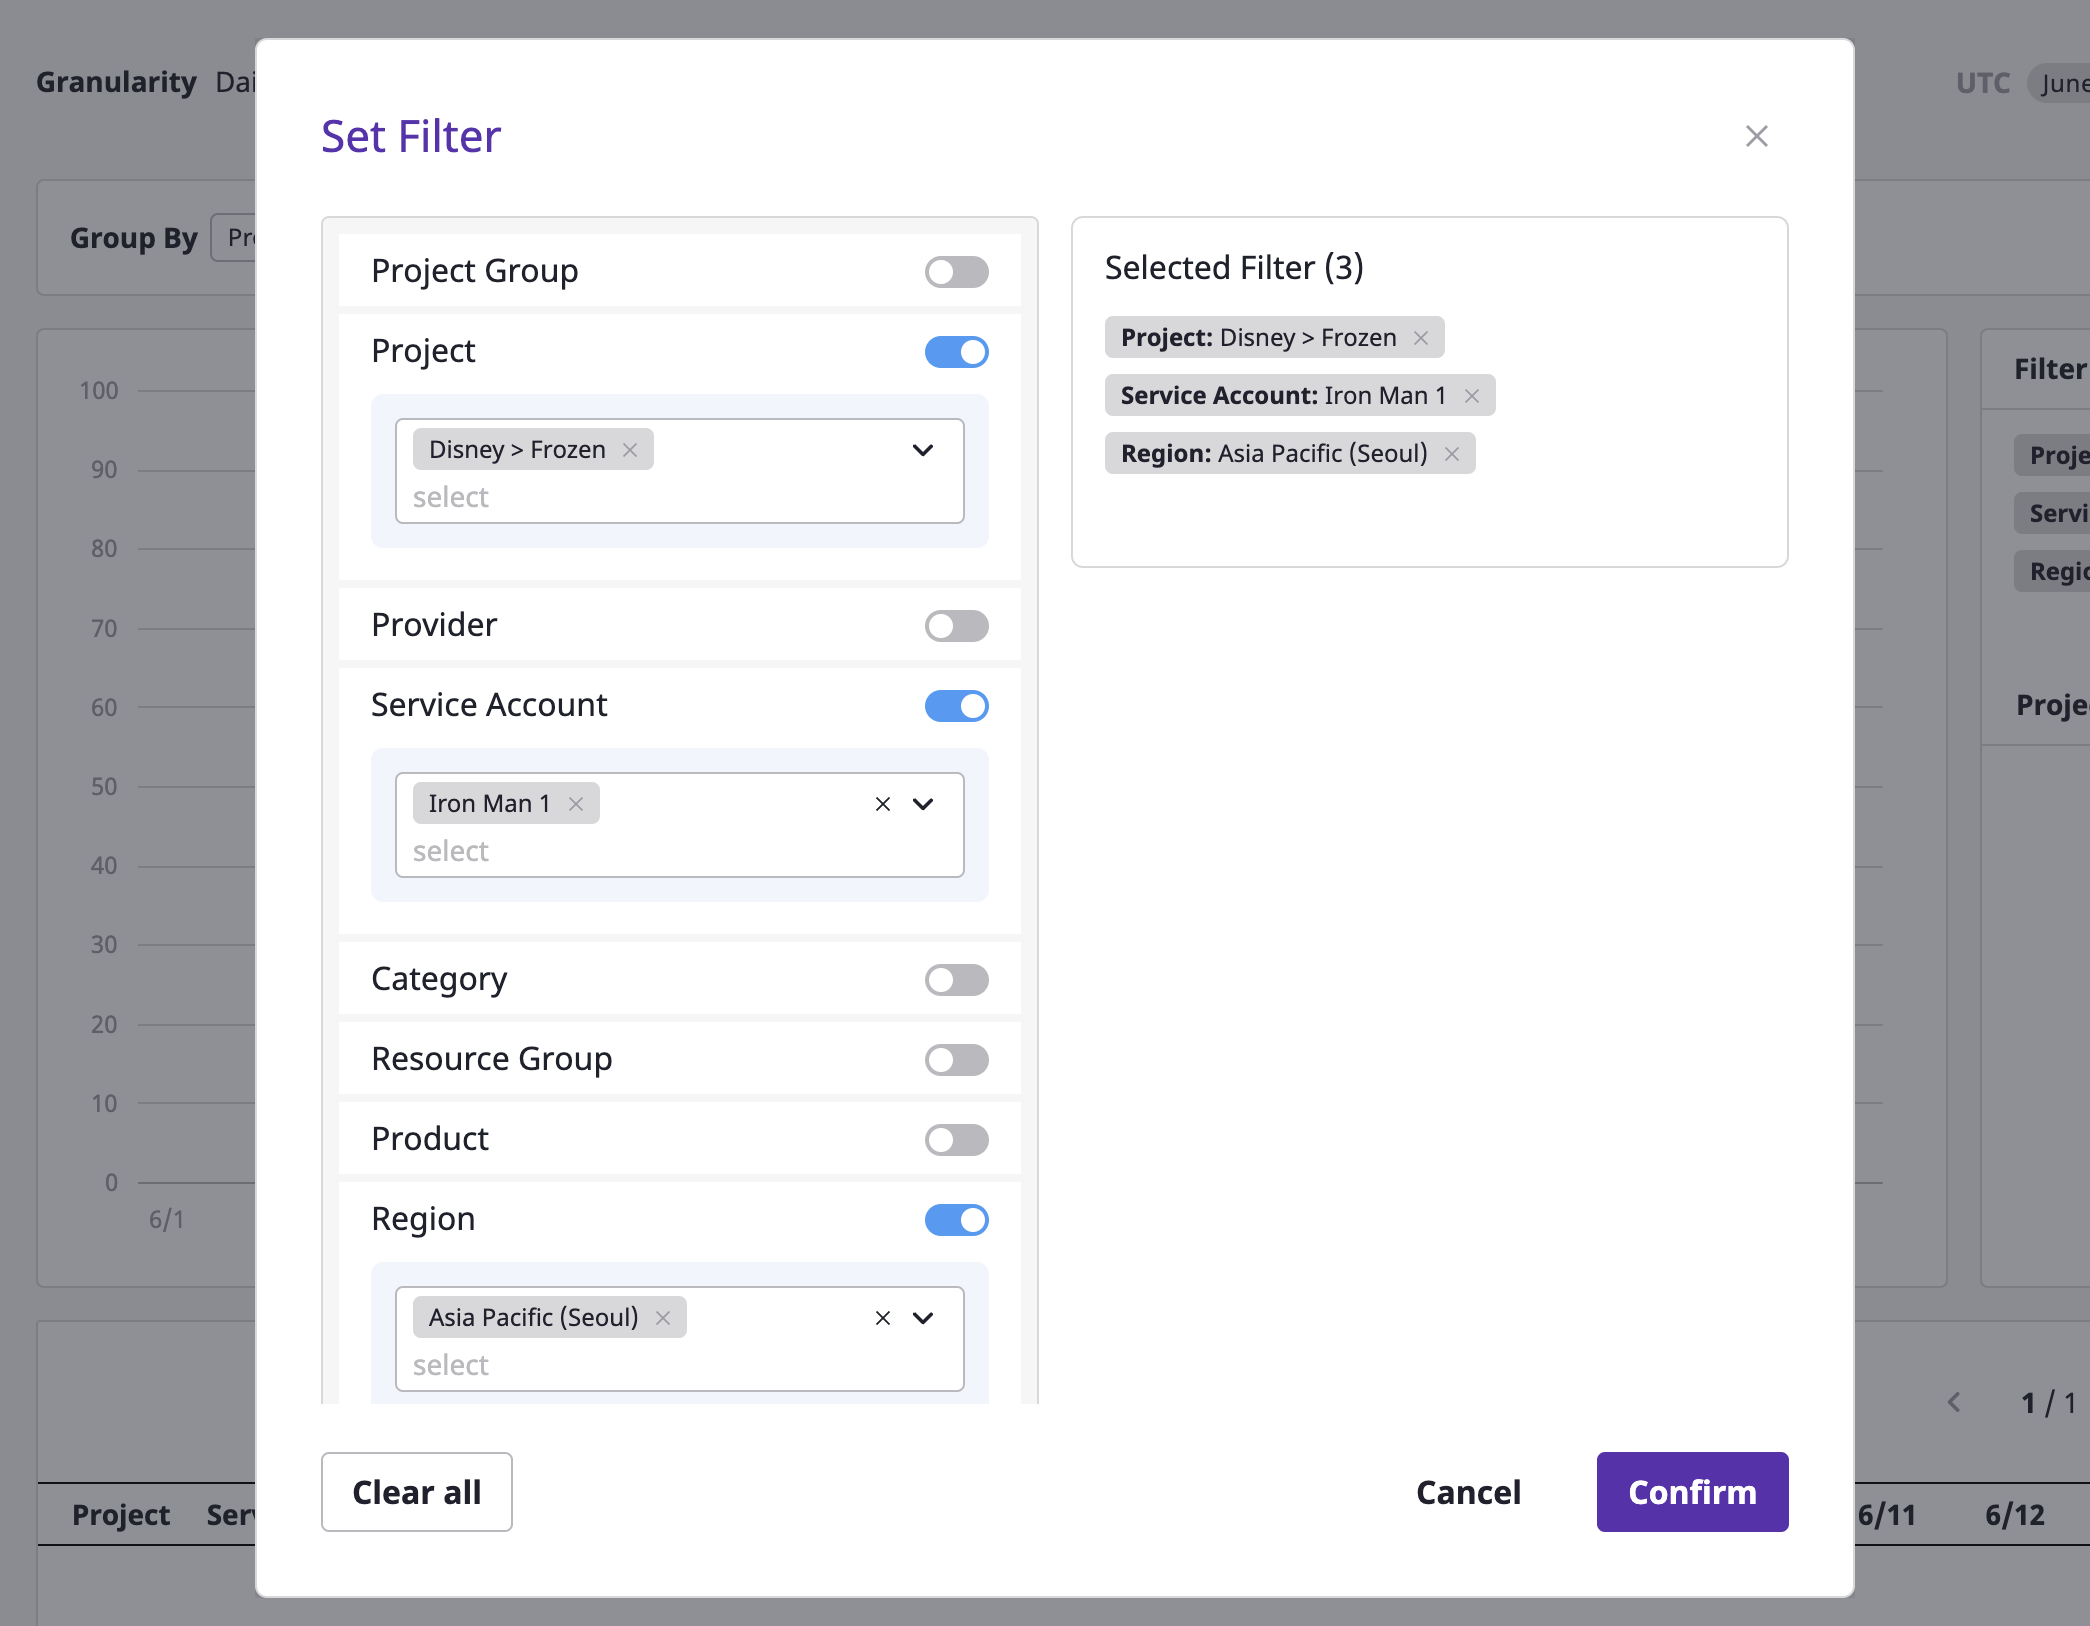 Granularity Dai
UTC June
Set Filter
Group By Pro
Project Group
Selected Filter (3)
Project
Project: Disney > Frozen
Service Account: Iron Man 1
Region: Asia Pacific (Seoul)
Disney > Frozen
select
Provider
Service Account
Iron Man 1
select
Category
Resource Group
Product
Region
Asia Pacific (Seoul)
select
Clear all
Cancel
Confirm
100
90
80
70
60
50
40
30
20
10
0
6/1
Filter
Proje
Servi
Regio
Proje
1 / 1
Project Serv 6/11 6/12